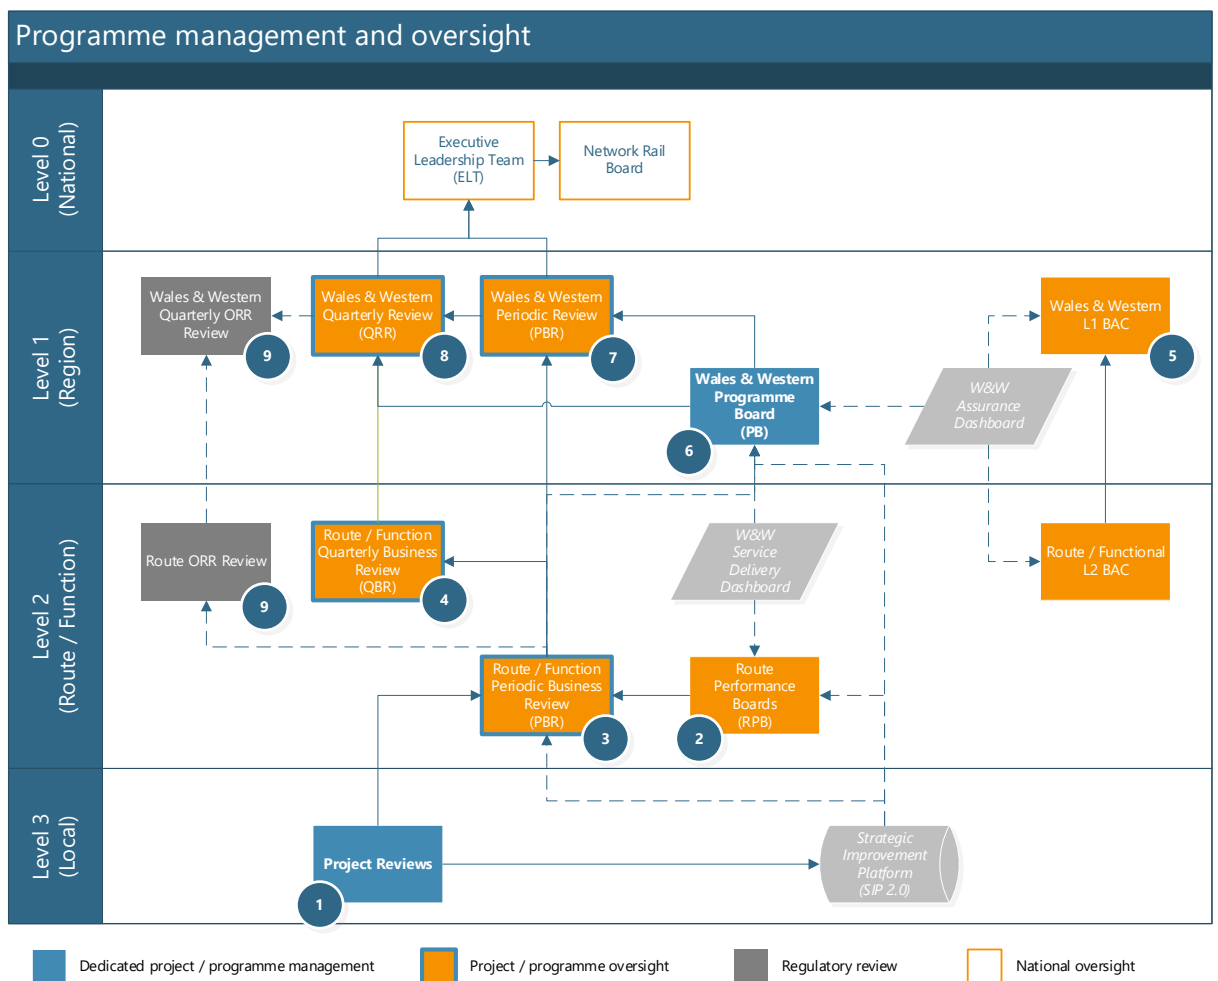 Programme management and oversight
Level 0
(National)
Executive
Leadership Team
(ELT)
Network Rail
Board
Level 1
(Region)
Wales & Western
Quarterly ORR
Review
9
Wales & Western
Quarterly Review
(QRR)
8
Wales & Western
Periodic Review
(PBR)
7
Wales & Western
Programme
Board
(PB)
6
W&W
Assurance
Dashboard
Wales & Western
L1 BAC
5
Level 2
(Route / Function)
Route ORR Review
9
Route / Function
Quarterly Business
Review
(QBR)
4
W&W
Service
Delivery
Dashboard
Route / Functional
L2 BAC
Route / Function
Periodic Business
Review
(PBR)
3
Route
Performance
Boards
(RPB)
2
Level 3
(Local)
Project Reviews
1
Strategic
Improvement
Platform
(SIP 2.0)
Dedicated project / programme management
Project / programme oversight
Regulatory review
National oversight